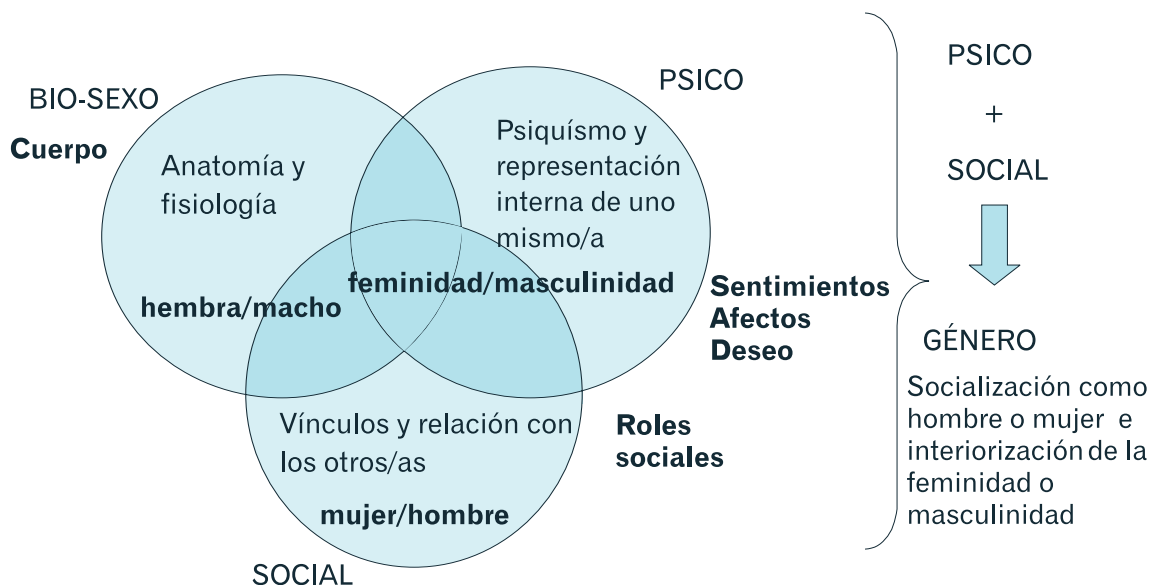 BIO-SEXO
Cuerpo
Anatomía y
fisiología
hembra/macho
PSICO
Psiquísmo y
representación
interna de uno
mismo/a
feminidad/masculinidad
Sentimientos
Afectos
Deseo
Vínculos y relación con
los otros/as
mujer/hombre
Roles
sociales
SOCIAL
PSICO
+
SOCIAL
GÉNERO
Socialización como
hombre o mujer e
interiorización de la
feminidad o
masculinidad